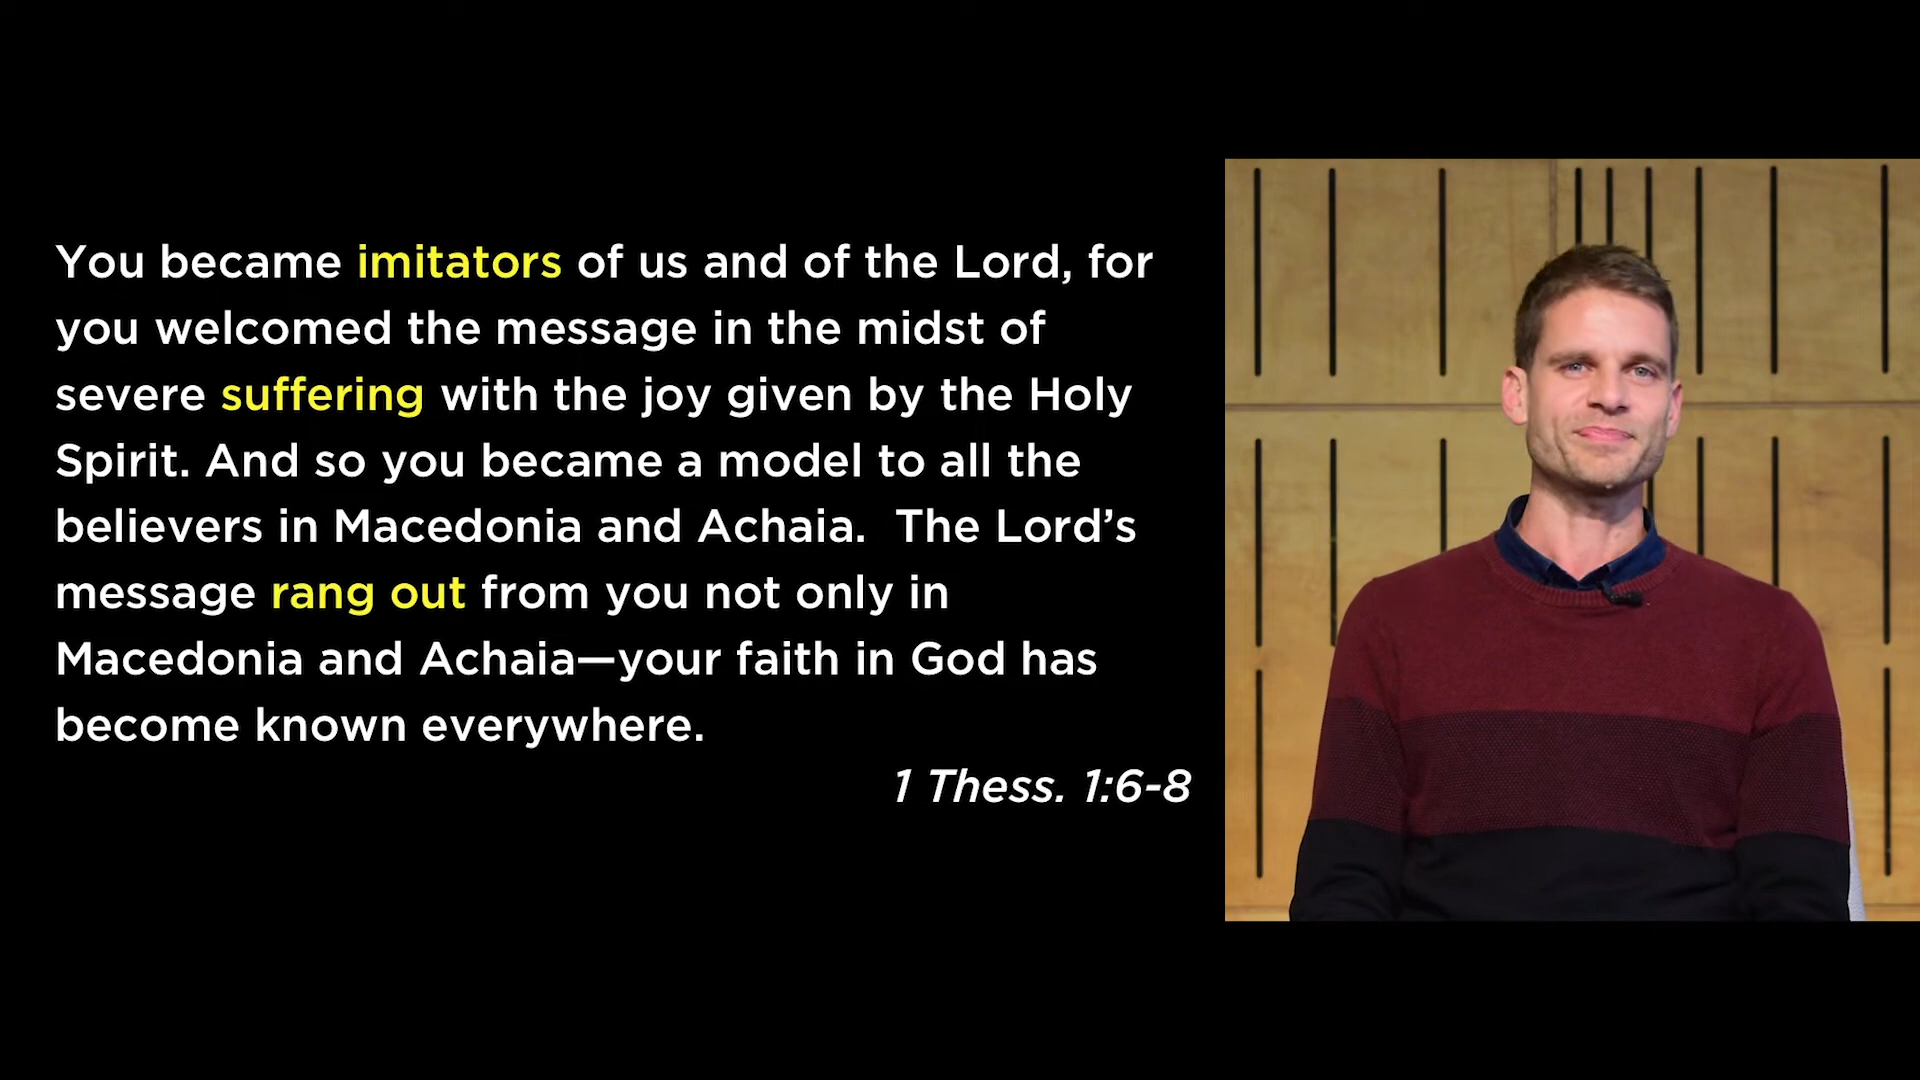 You became imitators of us and of the Lord, for
you welcomed the message in the midst of
severe suffering with the joy given by the Holy
Spirit. And so you became a model to all the
believers in Macedonia and Achaia.  The Lord’s
message rang out from you not only in
Macedonia and Achaia—your faith in God has
become known everywhere.
1 Thess. 1:6-8